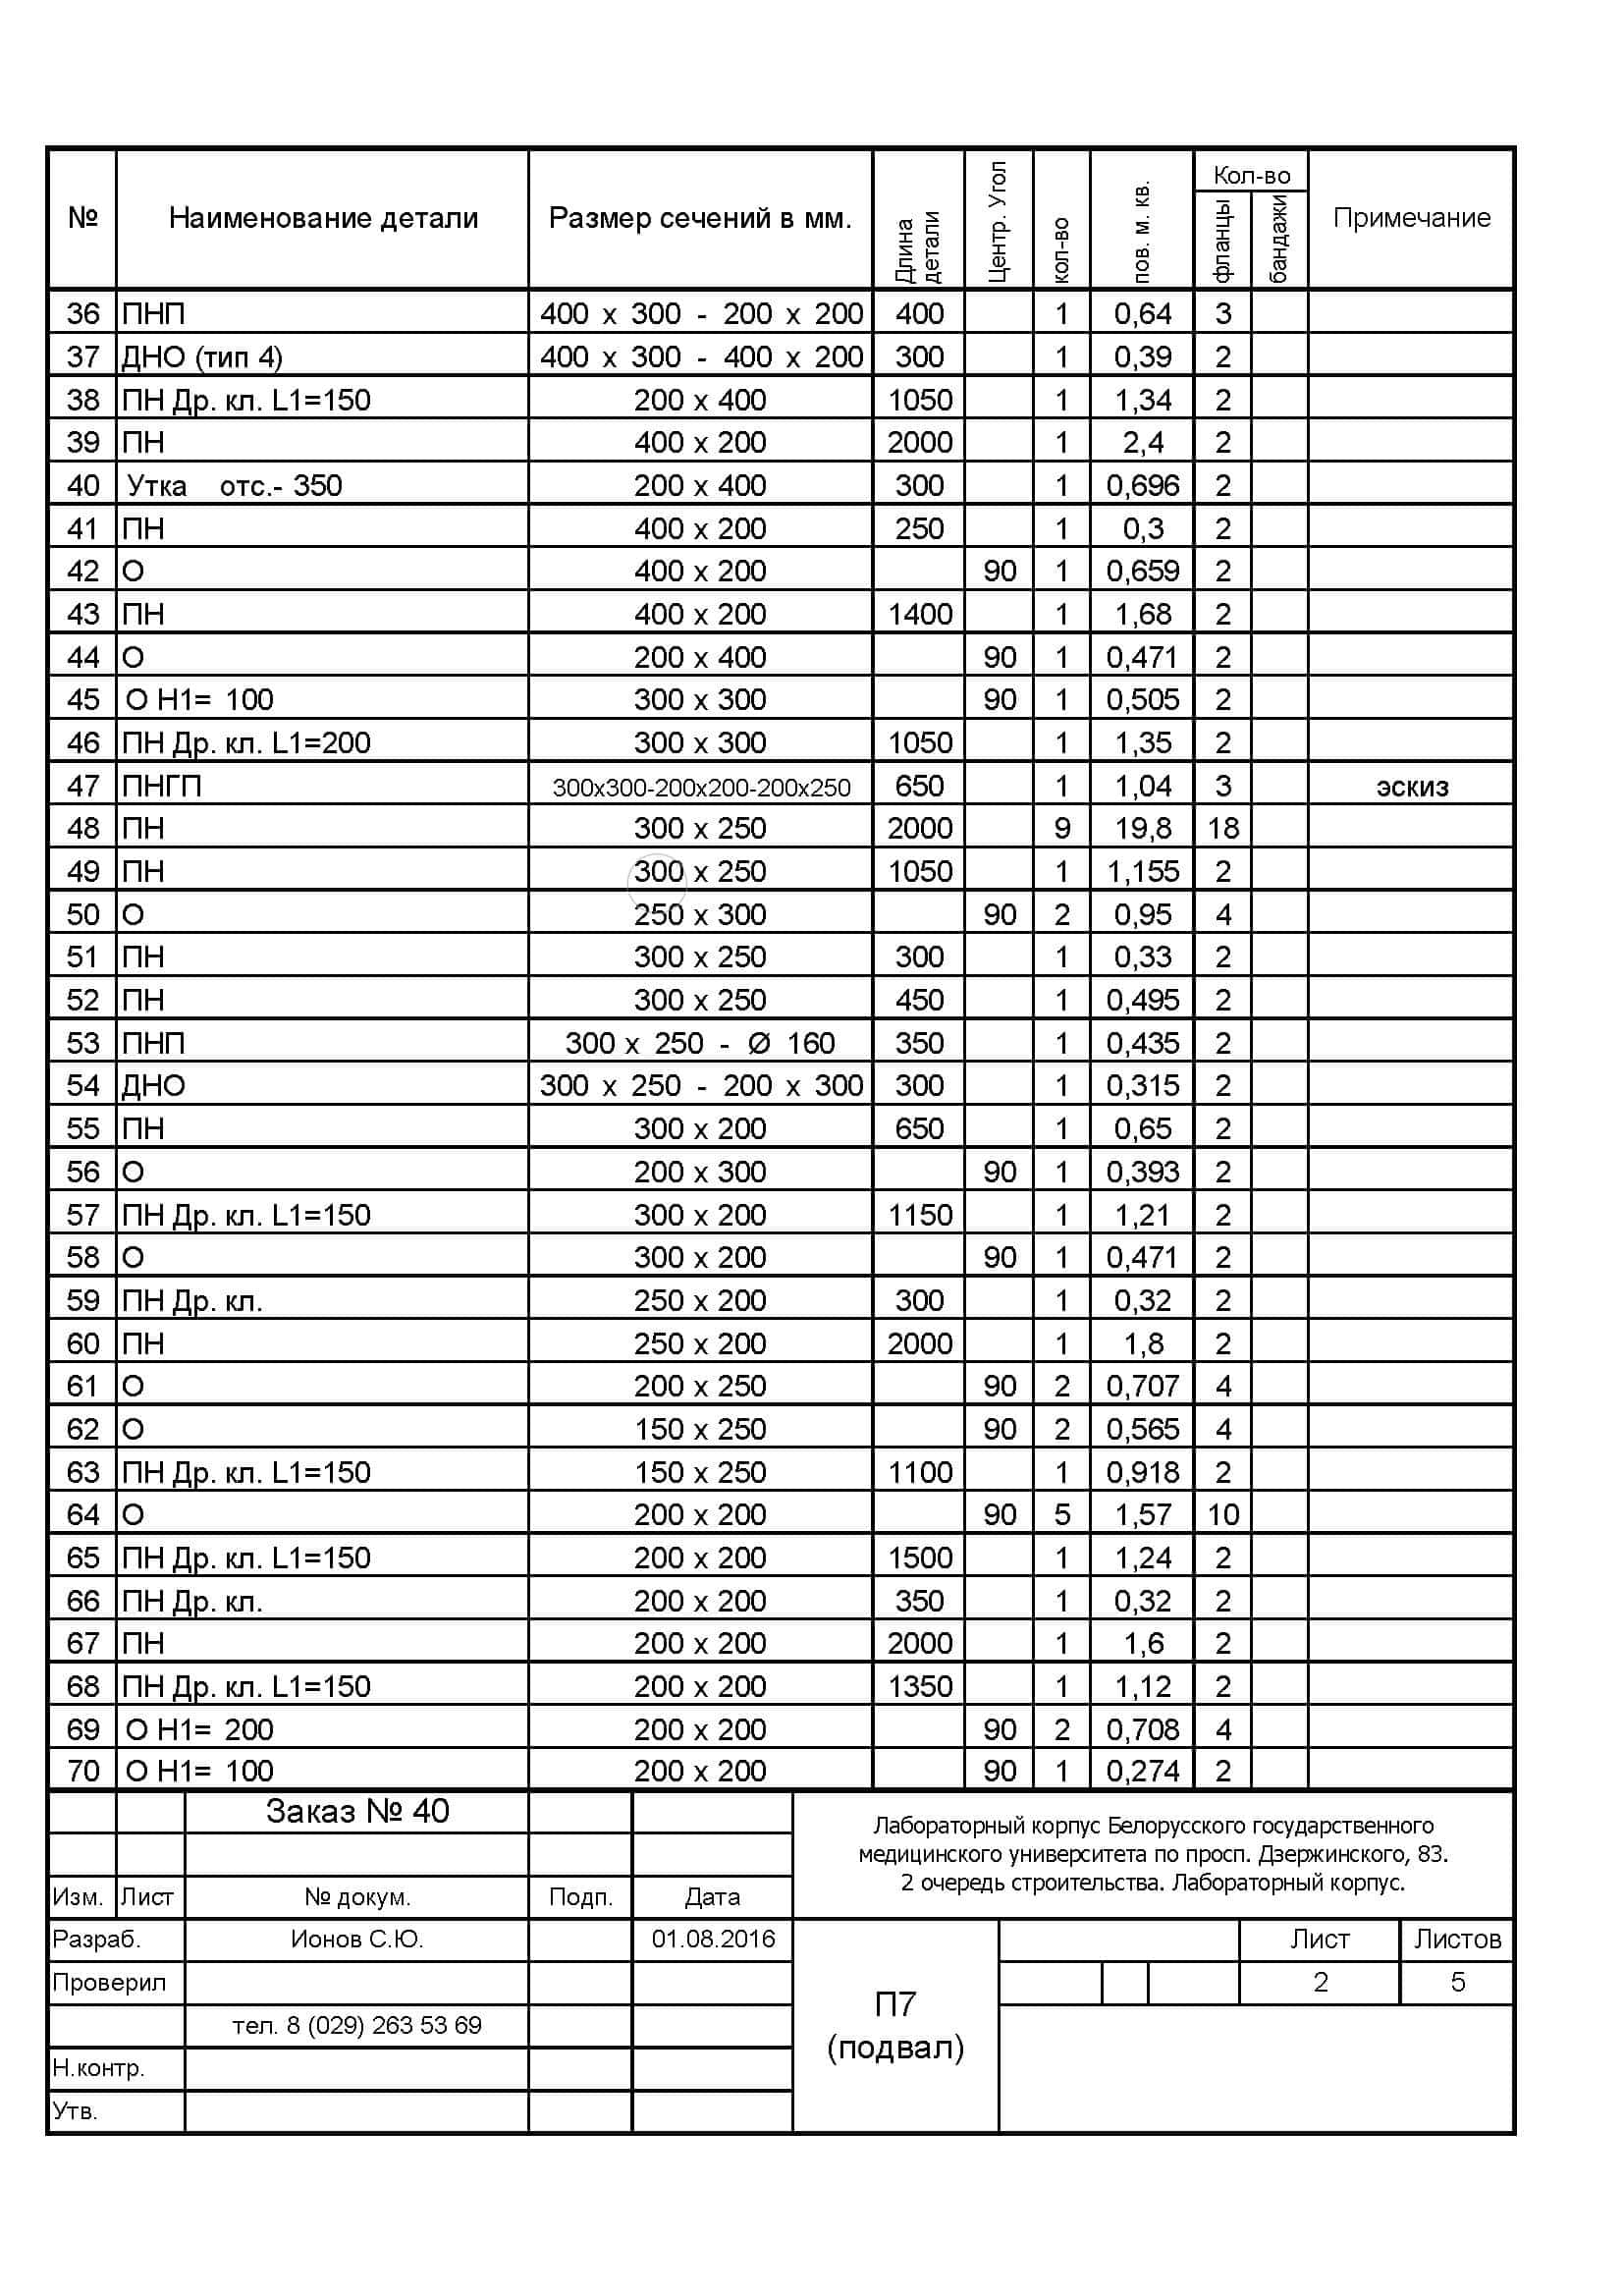 № Наименование детали Размер сечений в мм. Длина детали Центр. Угол кол-во пов. м. кв. Кол-во фланцы бандажи Примечание
36 ПНП 400 x 300 - 200 x 200 400 1 0,64 3
37 ДНО (тип 4) 400 x 300 - 400 x 200 300 1 0,39 2
38 ПН Др. кл. L1=150 200 x 400 1050 1 1,34 2
39 ПН 400 x 200 2000 1 2,4 2
40 Утка отс.- 350 200 x 400 300 1 0,696 2
41 ПН 400 x 200 250 1 0,3 2
42 О 400 x 200 90 1 0,659 2
43 ПН 400 x 200 1400 1 1,68 2
44 О 200 x 400 90 1 0,471 2
45 О Н1= 100 300 x 300 90 1 0,505 2
46 ПН Др. кл. L1=200 300 x 300 1050 1 1,35 2
47 ПНГП 300x300-200x200-200x250 650 1 1,04 3 эскиз
48 ПН 300 x 250 2000 9 19,8 18
49 ПН 300 x 250 1050 1 1,155 2
50 О 250 x 300 90 2 0,95 4
51 ПН 300 x 250 300 1 0,33 2
52 ПН 300 x 250 450 1 0,495 2
53 ПНП 300 x 250 - Ø 160 350 1 0,435 2
54 ДНО 300 x 250 - 200 x 300 300 1 0,315 2
55 ПН 300 x 200 650 1 0,65 2
56 О 200 x 300 90 1 0,393 2
57 ПН Др. кл. L1=150 300 x 200 1150 1 1,21 2
58 О 300 x 200 90 1 0,471 2
59 ПН Др. кл. 250 x 200 300 1 0,32 2
60 ПН 250 x 200 2000 1 1,8 2
61 О 200 x 250 90 2 0,707 4
62 О 150 x 250 90 2 0,565 4
63 ПН Др. кл. L1=150 150 x 250 1100 1 0,918 2
64 О 200 x 200 90 5 1,57 10
65 ПН Др. кл. L1=150 200 x 200 1500 1 1,24 2
66 ПН Др. кл. 200 x 200 350 1 0,32 2
67 ПН 200 x 200 2000 1 1,6 2
68 ПН Др. кл. L1=150 200 x 200 1350 1 1,12 2
69 О Н1= 200 200 x 200 90 2 0,708 4
70 О Н1= 100 200 x 200 90 1 0,274 2
Заказ № 40
Лабораторный корпус Белорусского государственного
медицинского университета по просп. Дзержинского, 83.
2 очередь строительства. Лабораторный корпус.
Изм. Лист № докум. Подп. Дата
Разраб. Ионов С.Ю. 01.08.2016 Лист Листов
Проверил 2 5
П7
(подвал)
тел. 8 (029) 263 53 69
Н.контр.
Утв.